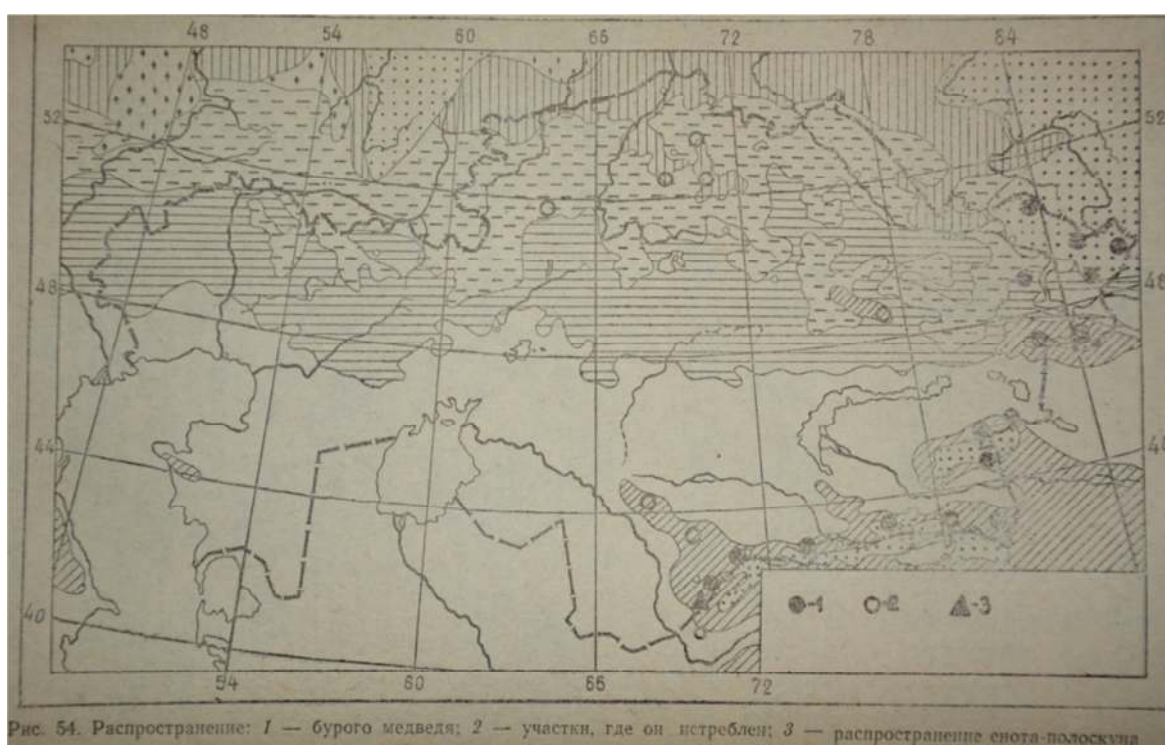 48 54 60 66 72 78 84
52 52
48 48
44 44
40
54 60 66 72
1 2 3
Рис. 54. Распространение: 1 — бурого медведя; 2 — участки, где он истреблен; 3 — распространение енота-полоскуна